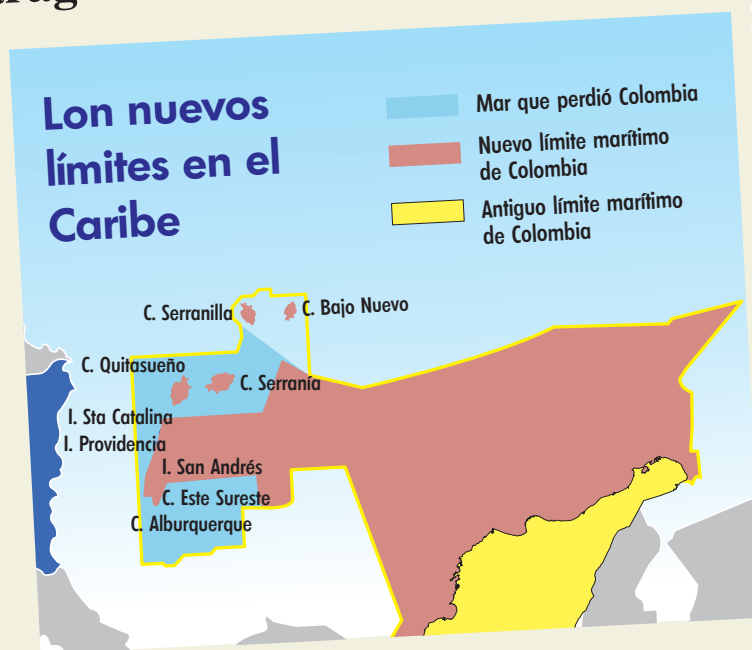 Lon nuevos
límites en el
Caribe
Mar que perdió Colombia
Nuevo límite marítimo
de Colombia
Antiguo límite marítimo
de Colombia
C. Serranilla
C. Bajo Nuevo
C. Quitasueño
C. Serranía
I. Sta Catalina
I. Providencia
I. San Andrés
C. Este Sureste
C. Alburquerque